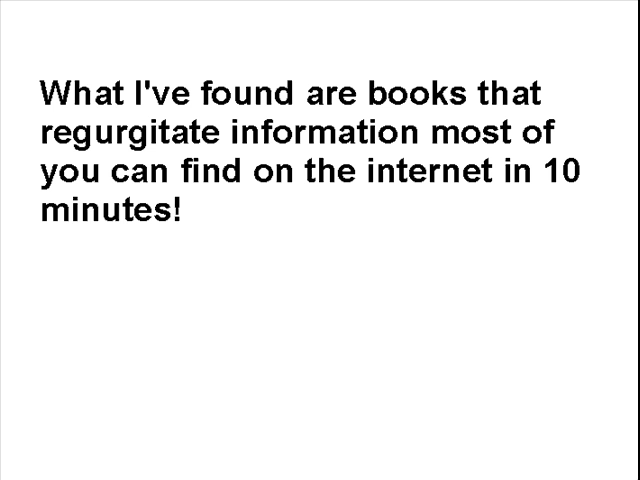 What I've found are books that
regurgitate information most of
you can find on the internet in 10
minutes!